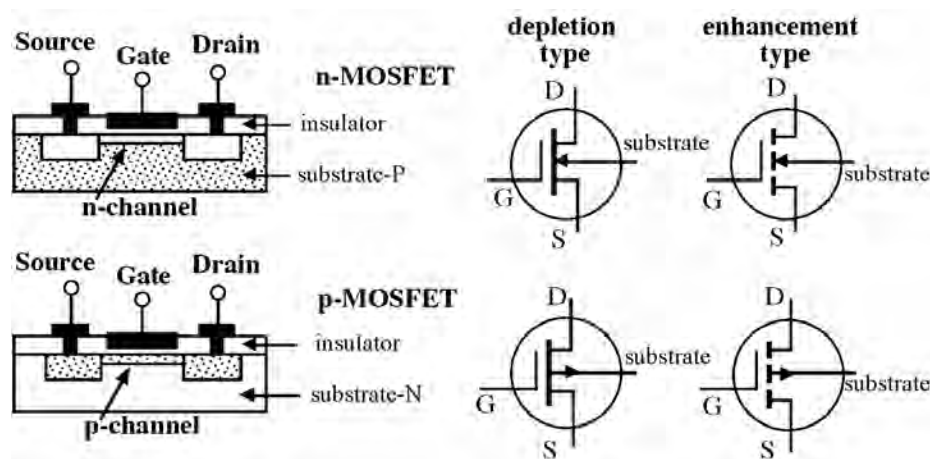 depletion type
enhancement type
Source
Gate
Drain
n-MOSFET
insulator
substrate-P
n-channel
D
substrate
G
S
D
substrate
G
S
Source
Gate
Drain
p-MOSFET
insulator
substrate-N
p-channel
D
substrate
G
S
D
substrate
G
S